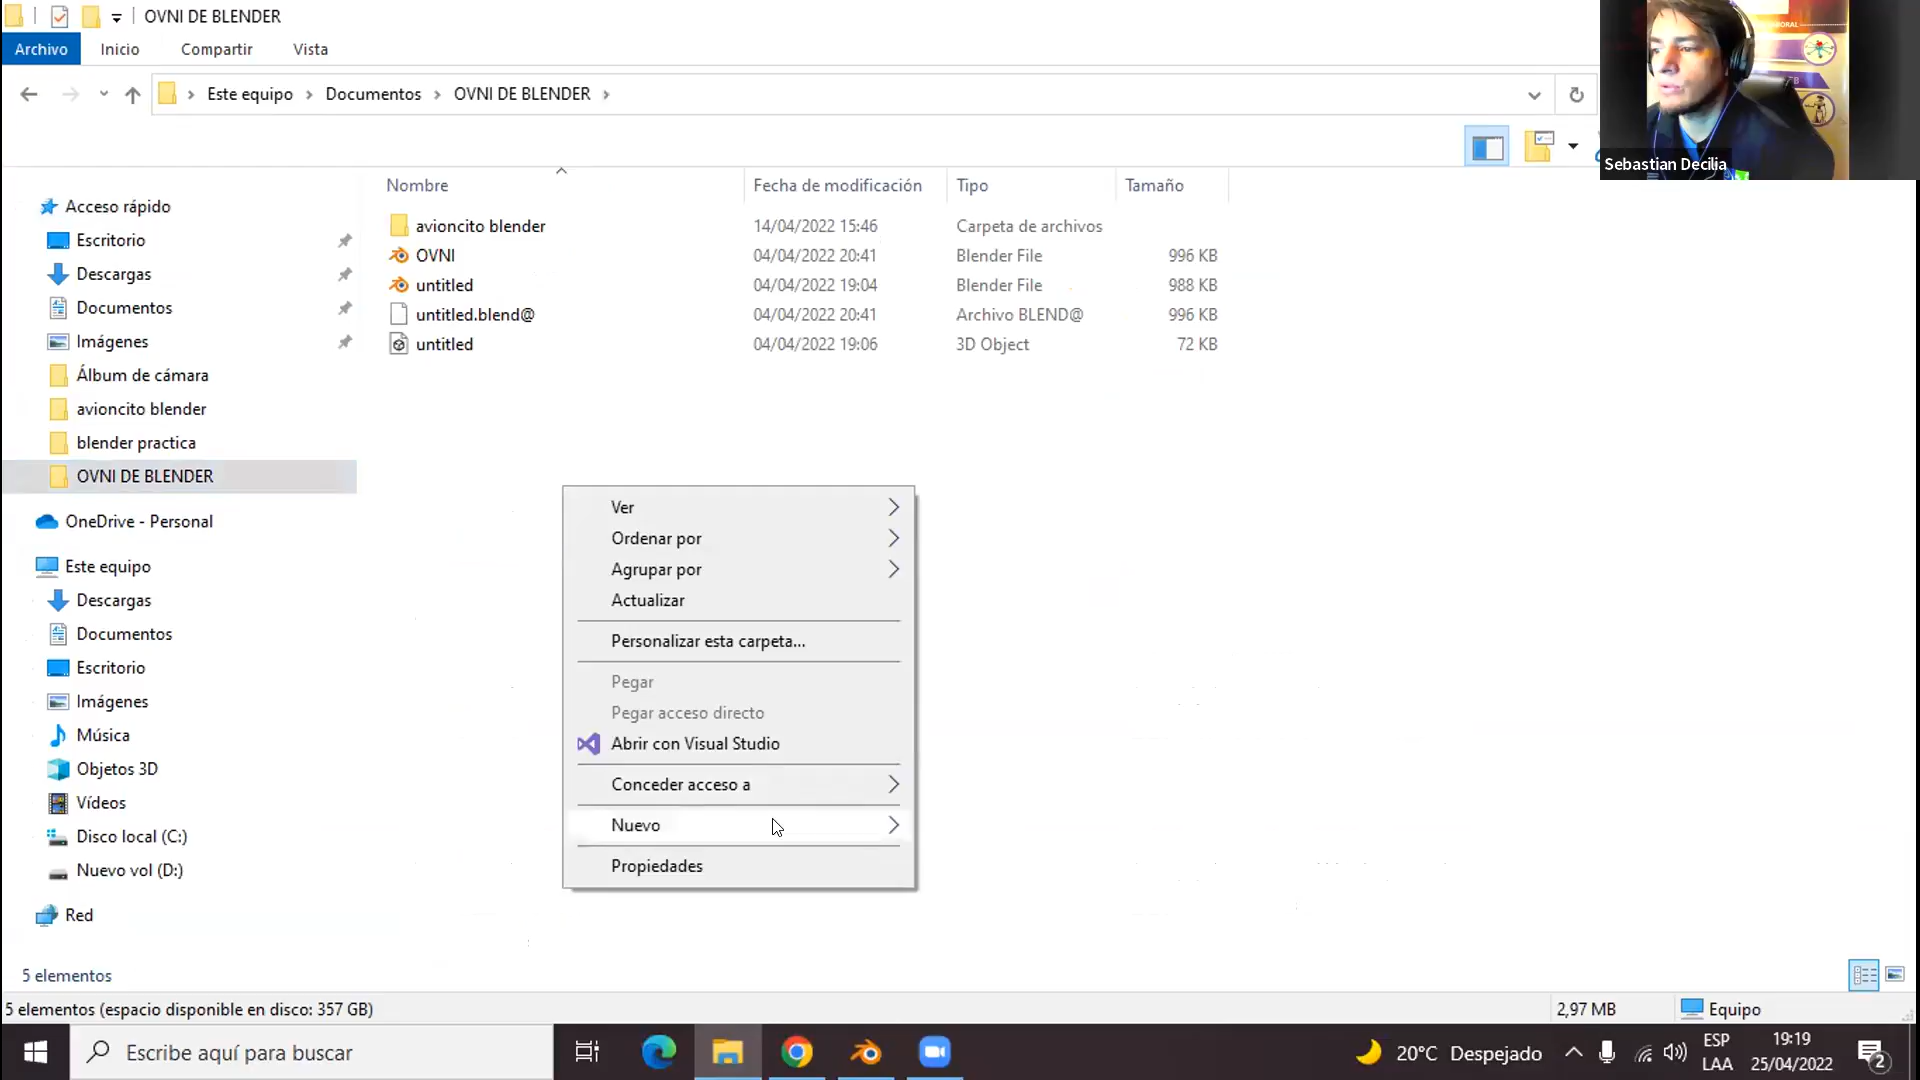 OVNI DE BLENDER
Archivo Inicio Compartir Vista
Este equipo Documentos OVNI DE BLENDER
Sebastian Decilia
Nombre Fecha de modificación Tipo Tamaño
avioncito blender 14/04/2022 15:46 Carpeta de archivos
OVNI 04/04/2022 20:41 Blender File 996 KB
untitled 04/04/2022 19:04 Blender File 988 KB
untitled.blend@ 04/04/2022 20:41 Archivo BLEND@ 996 KB
untitled 04/04/2022 19:06 3D Object 72 KB
Acceso rápido
Escritorio
Descargas
Documentos
Imágenes
Álbum de cámara
avioncito blender
blender practica
OVNI DE BLENDER
OneDrive - Personal
Este equipo
Descargas
Documentos
Escritorio
Imágenes
Música
Objetos 3D
Vídeos
Disco local (C:)
Nuevo vol (D:)
Red
Ver
Ordenar por
Agrupar por
Actualizar
Personalizar esta carpeta...
Pegar
Pegar acceso directo
Abrir con Visual Studio
Conceder acceso a
Nuevo
Propiedades
5 elementos
5 elementos (espacio disponible en disco: 357 GB) 2,97 MB Equipo
Escribe aquí para buscar
20°C Despejado
ESP
LAA
19:19
25/04/2022
2